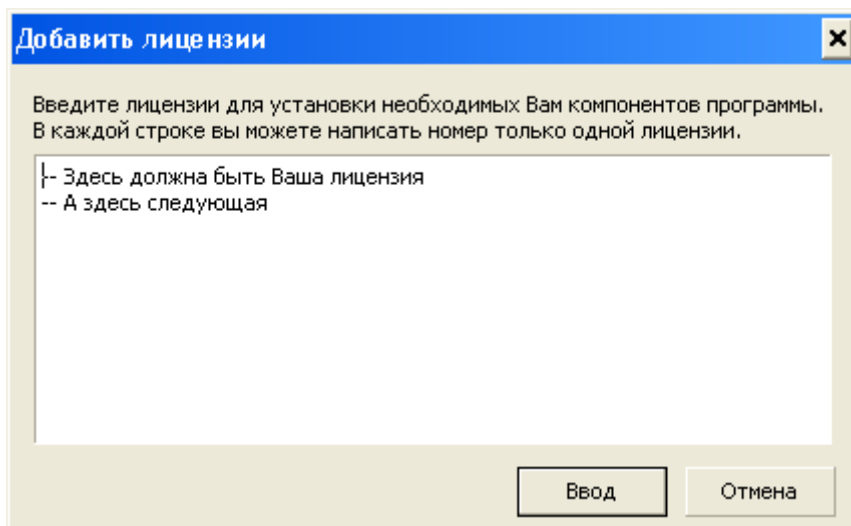 Добавить лицензии
Введите лицензии для установки необходимых Вам компонентов программы.
В каждой строке вы можете написать номер только одной лицензии.
-- Здесь должна быть Ваша лицензия
-- А здесь следующая
Ввод
Отмена